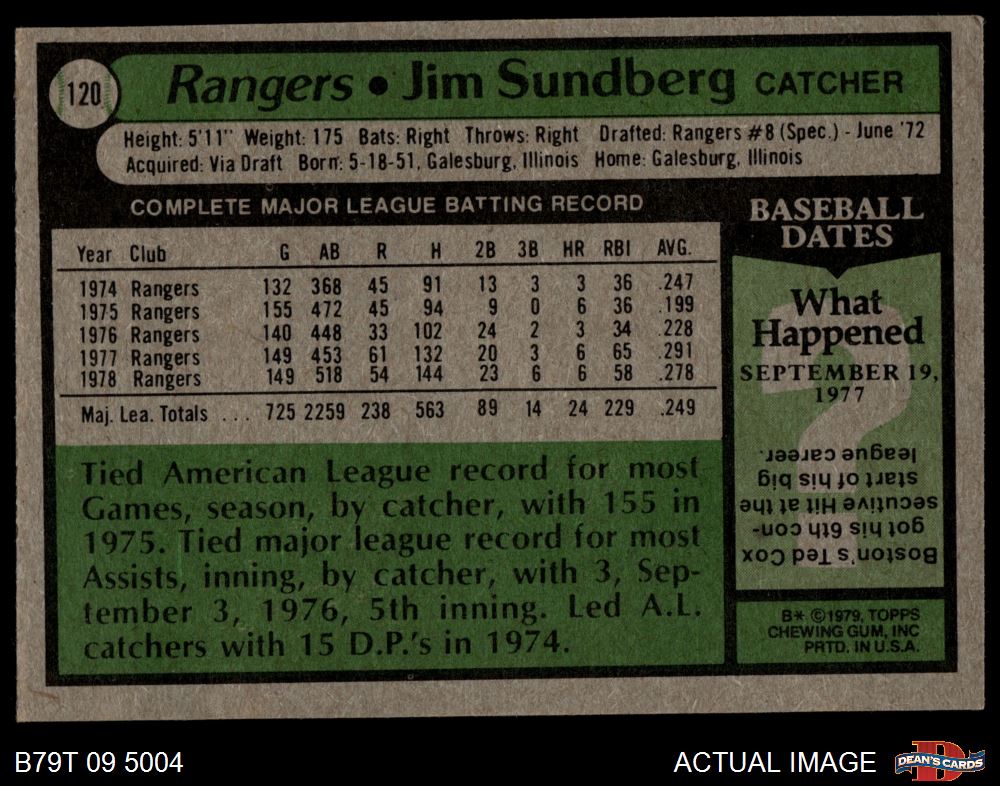 120
Rangers • Jim Sundberg CATCHER
Height: 5'11" Weight: 175 Bats: Right Throws: Right Drafted: Rangers #8 (Spec.) - June '72
Acquired: Via Draft Born: 5-18-51, Galesburg, Illinois Home: Galesburg, Illinois
COMPLETE MAJOR LEAGUE BATTING RECORD
Year Club G AB R H 2B 3B HR RBI AVG.
1974 Rangers 132 368 45 91 13 3 3 36 .247
1975 Rangers 155 472 45 94 9 0 6 36 .199
1976 Rangers 140 448 33 102 24 2 3 34 .228
1977 Rangers 149 453 61 132 20 3 6 65 .291
1978 Rangers 149 518 54 144 23 6 6 58 .278
Maj. Lea. Totals . . . 725 2259 238 563 89 14 24 229 .249
Tied American League record for most
Games, season, by catcher, with 155 in
1975. Tied major league record for most
Assists, inning, by catcher, with 3, Sep-
tember 3, 1976, 5th inning. Led A.L.
catchers with 15 D.P.'s in 1974.
BASEBALL
DATES
?
What
Happened
SEPTEMBER 19,
1977
Boston's Ted Cox
got his 6th con-
secutive Hit at the
start of his big
league career.
B* ©1979, TOPPS
CHEWING GUM, INC
PRTD. IN U.S.A.
B79T 09 5004
ACTUAL IMAGE
D
DEAN'S CARDS